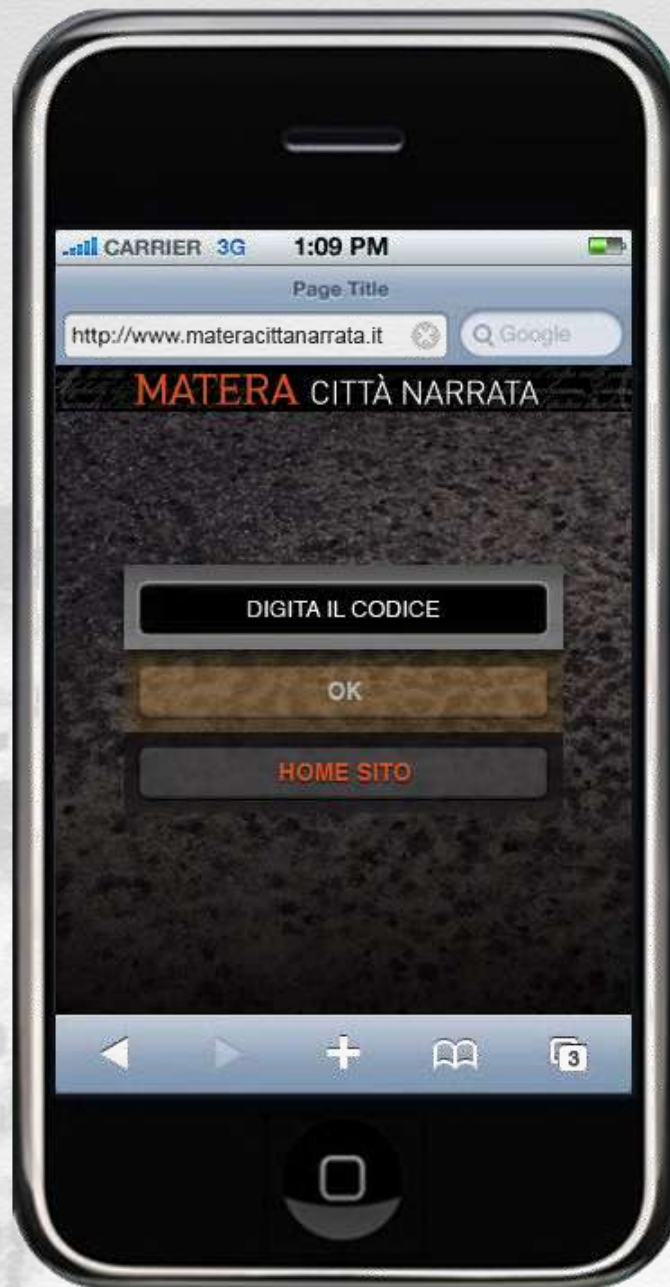 CARRIER 3G 1:09 PM
Page Title
http://www.materacittanarrata.it Google
MATERA CITTÀ NARRATA
DIGITA IL CODICE
OK
HOME SITO
3